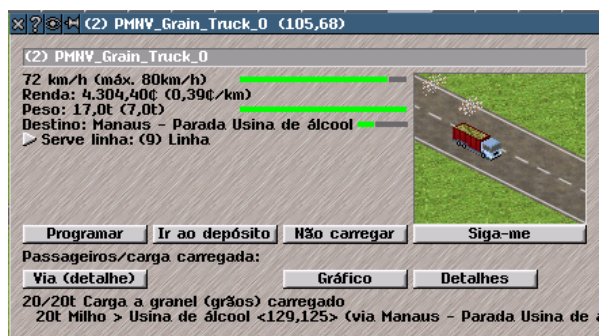 (2) PMNV_Grain_Truck_0 (105,68)
(2) PMNV_Grain_Truck_0
72 km/h (máx. 80km/h)
Renda: 4.304,40¢ (0,39¢/km)
Peso: 17,0t (7,0t)
Destino: Manaus - Parada Usina de álcool
Serve linha: (9) Linha
Programar Ir ao depósito Não carregar Siga-me
Passageiros/carga carregada:
Via (detalhe) Gráfico Detalhes
20/20t Carga a granel (grãos) carregado
20t Milho > Usina de álcool <129,125> (via Manaus - Parada Usina de